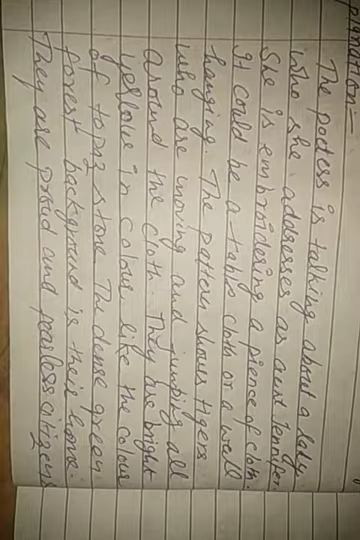 The poetess is talking about a lady
who she addresses as aunt Jennifer.
She is embroidering a pience of cloth.
It could be a table cloth or a wall
hanging. The pattern shows tigers
who are moving and jumbing all
around the cloth. They are bright
yellow in colour, like the colour
of topaz stone. The dense green
forest background is their home.
They are proud and fearless citizens